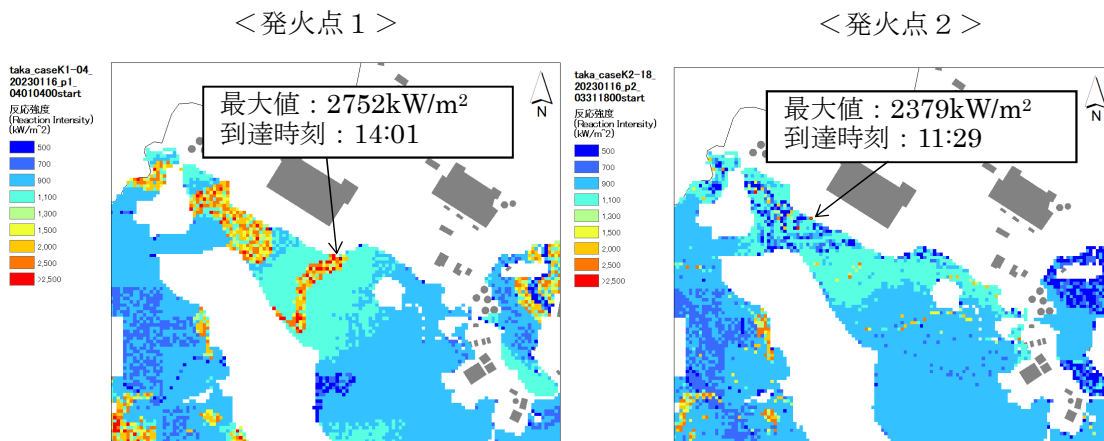 ＜発火点１＞
taka_caseK1-04_
20230116_p1_
04010400start
反応強度
(Reaction Intensity)
(kW/m^2)
500
700
900
1,100
1,300
1,500
2,000
2,500
>2,500
最大値：2752kW/m²
到達時刻：14:01
N
＜発火点２＞
taka_caseK2-18_
20230116_p2_
03311800start
反応強度
(Reaction Intensity)
(kW/m^2)
500
700
900
1,100
1,300
1,500
2,000
2,500
>2,500
最大値：2379kW/m²
到達時刻：11:29
N